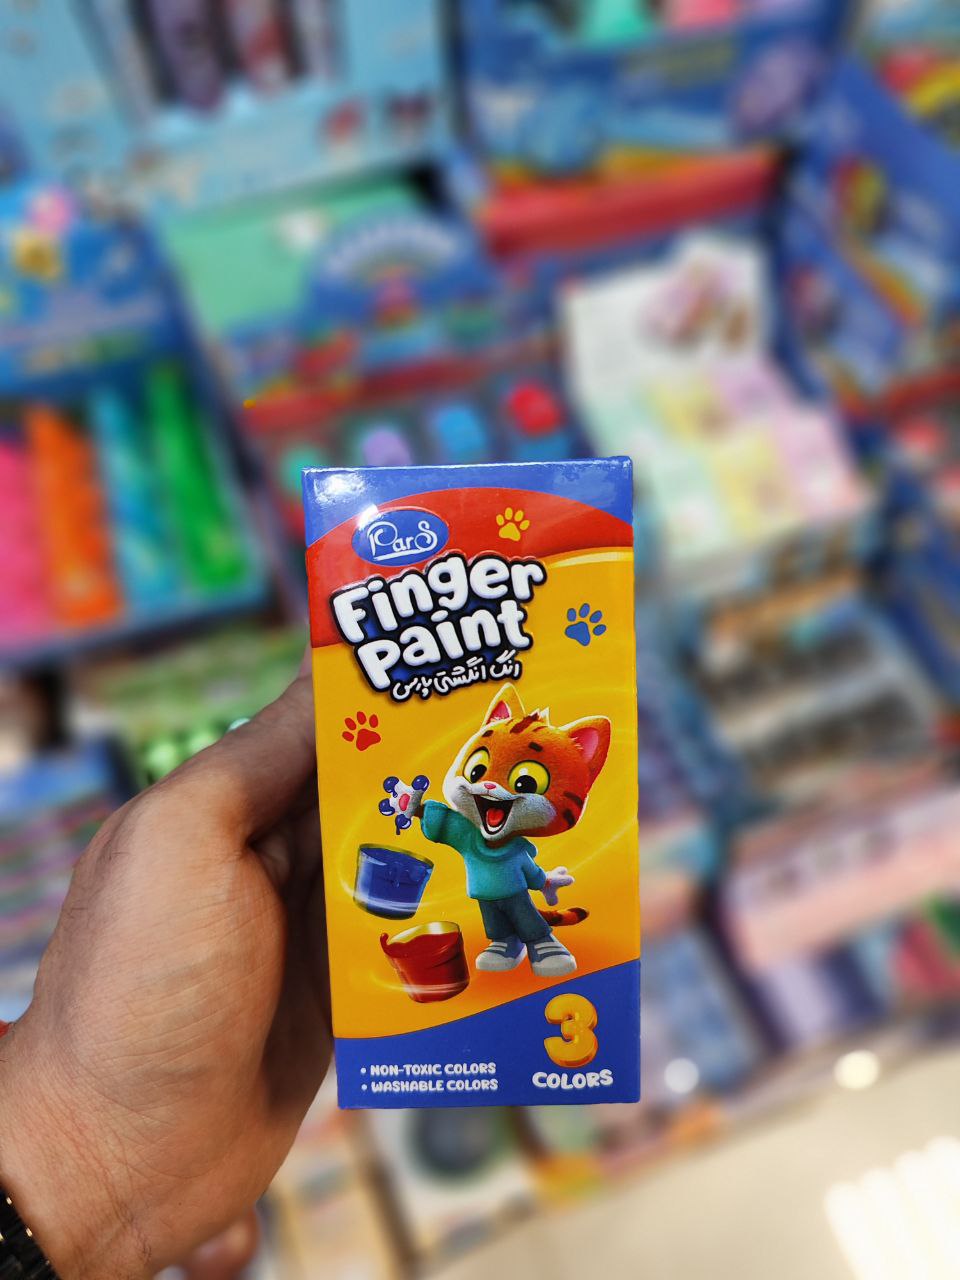 ParS
Finger
Paint
رنگ انگشتی پارس
• NON-TOXIC COLORS
• WASHABLE COLORS
3
COLORS